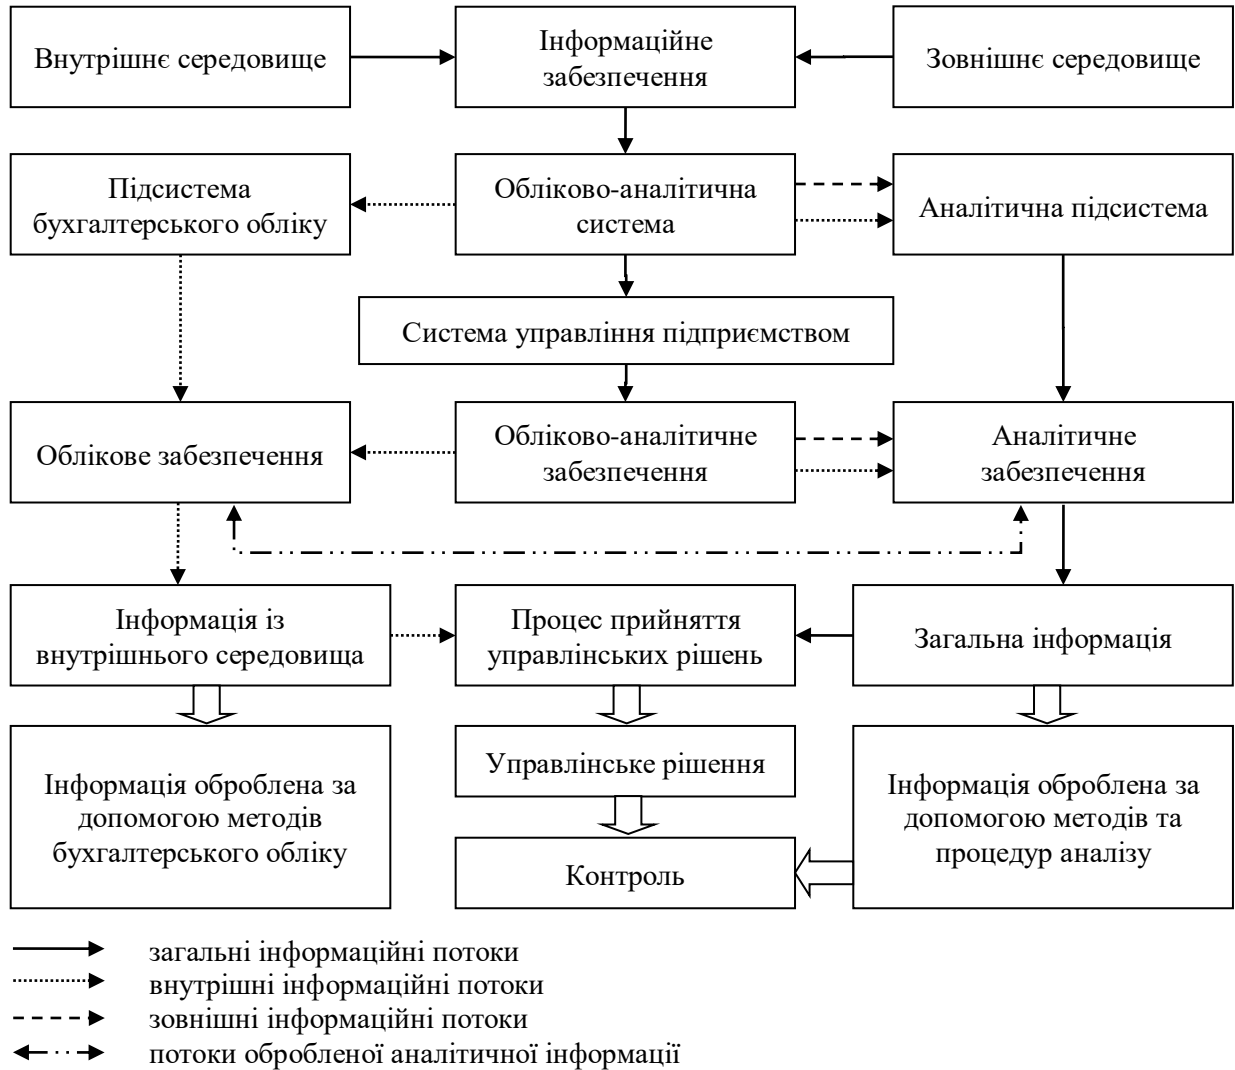 Внутрішнє середовище
Інформаційне
забезпечення
Зовнішнє середовище
Підсистема
бухгалтерського обліку
Обліково-аналітична
система
Аналітична підсистема
Система управління підприємством
Облікове забезпечення
Обліково-аналітичне
забезпечення
Аналітичне
забезпечення
Інформація із
внутрішнього середовища
Процес прийняття
управлінських рішень
Загальна інформація
Інформація оброблена за
допомогою методів
бухгалтерського обліку
Управлінське рішення
Контроль
Інформація оброблена за
допомогою методів та
процедур аналізу
загальні інформаційні потоки
внутрішні інформаційні потоки
зовнішні інформаційні потоки
потоки обробленої аналітичної інформації